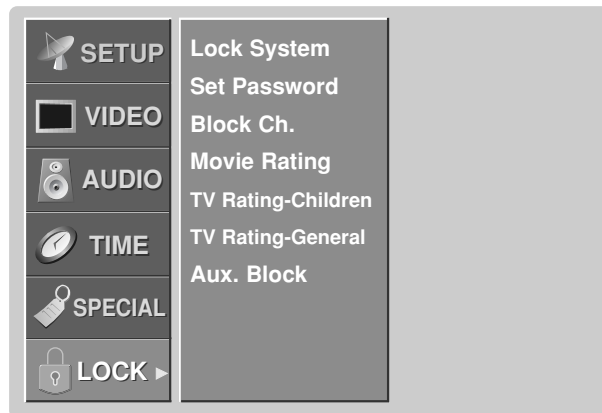 SETUP
VIDEO
AUDIO
TIME
SPECIAL
LOCK ►
Lock System
Set Password
Block Ch.
Movie Rating
TV Rating-Children
TV Rating-General
Aux. Block